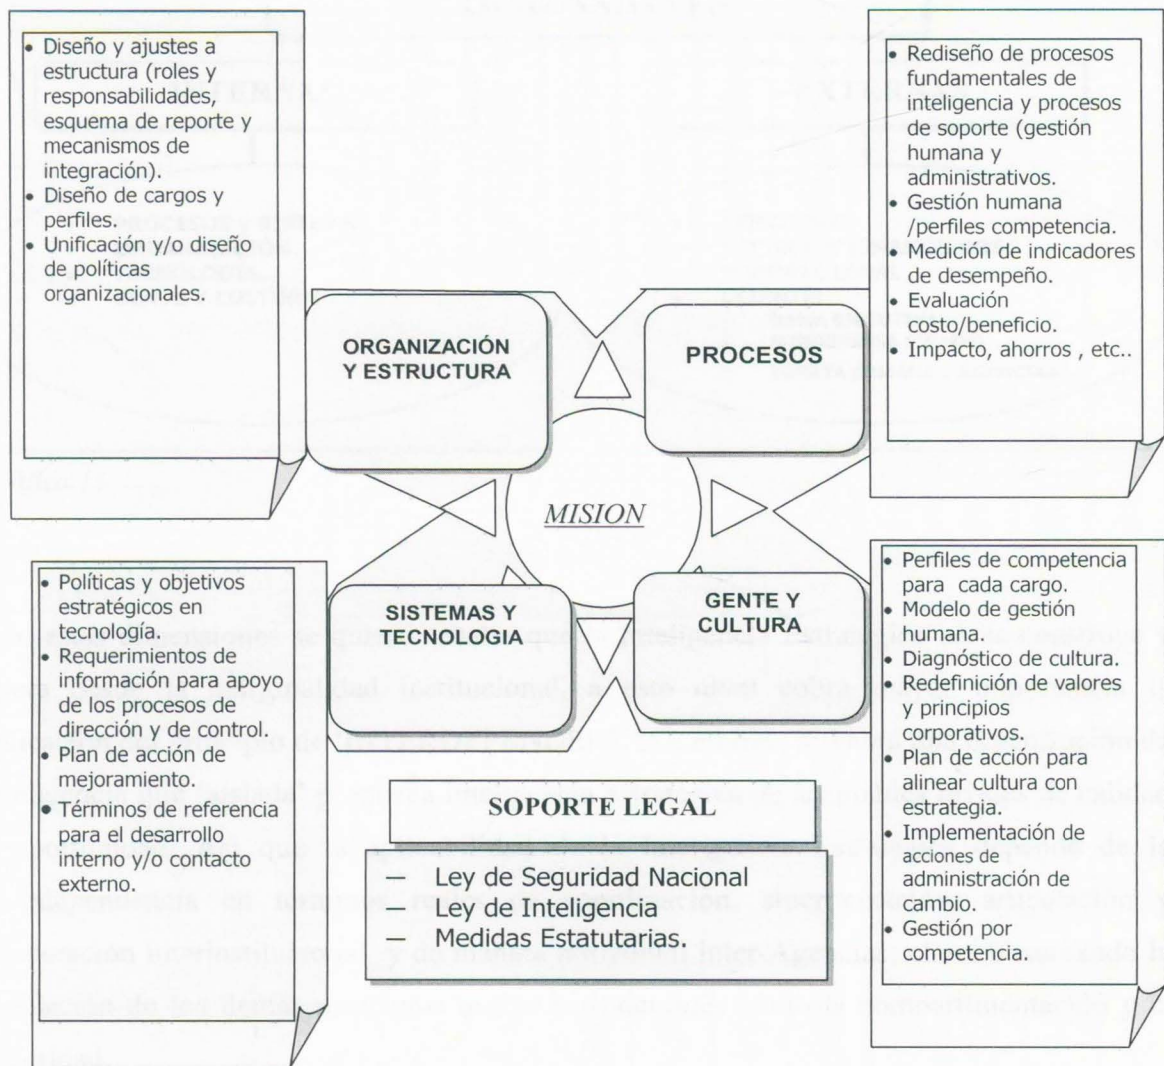 • Diseño y ajustes a
estructura (roles y
responsabilidades,
esquema de reporte y
mecanismos de
integración).
• Diseño de cargos y
perfiles.
• Unificación y/o diseño
de políticas
organizacionales.
• Rediseño de procesos
fundamentales de
inteligencia y procesos
de soporte (gestión
humana y
administrativos.
• Gestión humana
/perfiles competencia.
• Medición de indicadores
de desempeño.
• Evaluación
costo/beneficio.
• Impacto, ahorros , etc..
ORGANIZACIÓN
Y ESTRUCTURA
PROCESOS
MISION
SISTEMAS Y
TECNOLOGIA
GENTE Y
CULTURA
• Políticas y objetivos
estratégicos en
tecnología.
• Requerimientos de
información para apoyo
de los procesos de
dirección y de control.
• Plan de acción de
mejoramiento.
• Términos de referencia
para el desarrollo
interno y/o contacto
externo.
• Perfiles de competencia
para cada cargo.
• Modelo de gestión
humana.
• Diagnóstico de cultura.
• Redefinición de valores
y principios
corporativos.
• Plan de acción para
alinear cultura con
estrategia.
• Implementación de
acciones de
administración de
cambio.
• Gestión por
competencia.
SOPORTE LEGAL
— Ley de Seguridad Nacional
— Ley de Inteligencia
— Medidas Estatutarias.